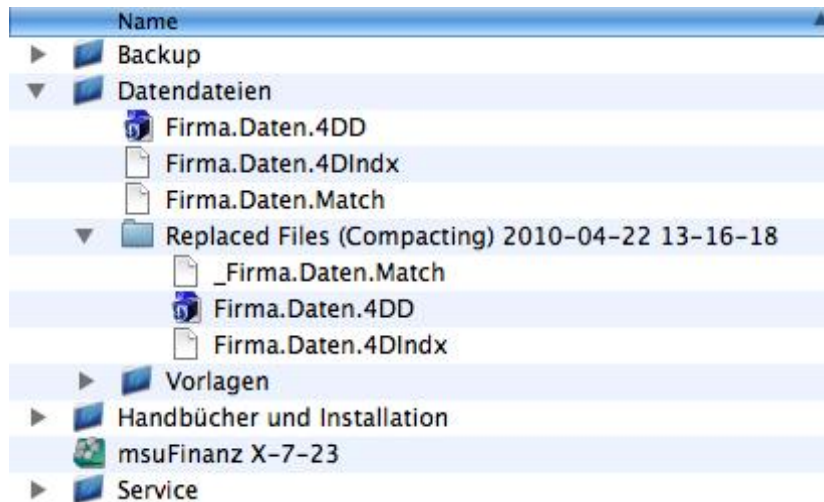 Name
Backup
Datendateien
Firma.Daten.4DD
Firma.Daten.4DIndx
Firma.Daten.Match
Replaced Files (Compacting) 2010-04-22 13-16-18
_Firma.Daten.Match
Firma.Daten.4DD
Firma.Daten.4DIndx
Vorlagen
Handbücher und Installation
msuFinanz X-7-23
Service